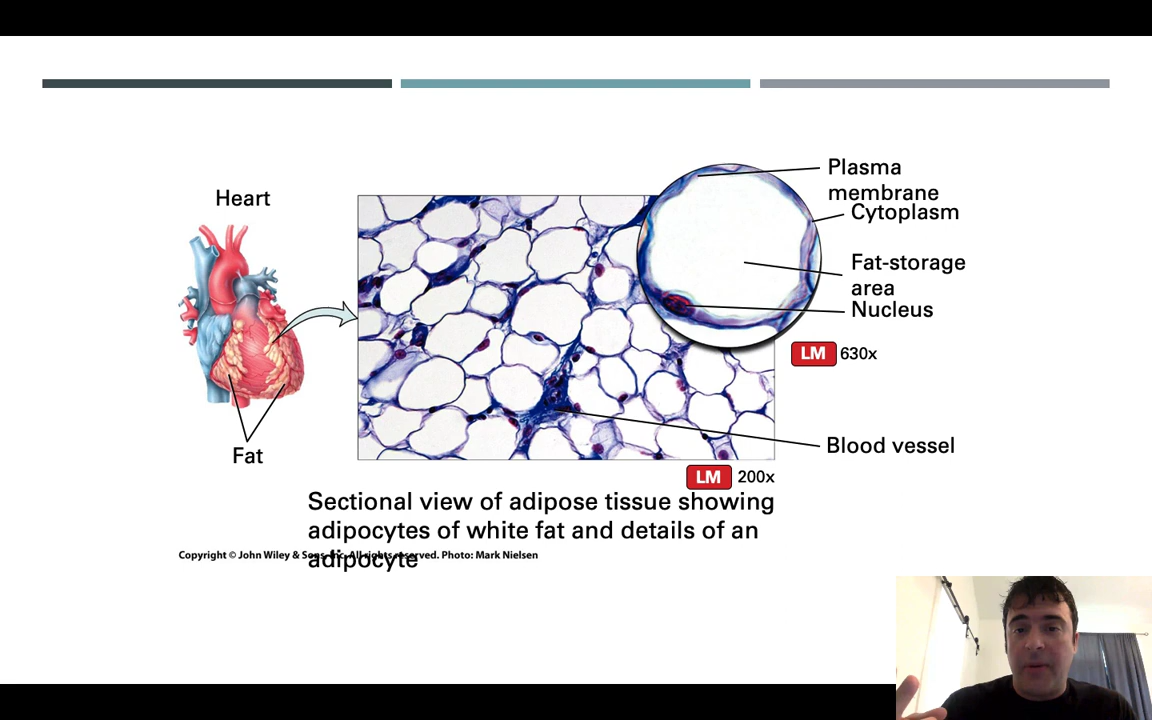 Heart
Plasma
membrane
Cytoplasm
Fat-storage
area
Nucleus
LM 630x
Fat
Blood vessel
LM 200x
Sectional view of adipose tissue showing
adipocytes of white fat and details of an
adipocyte
Copyright © John Wiley & Sons, Inc. All rights reserved. Photo: Mark Nielsen